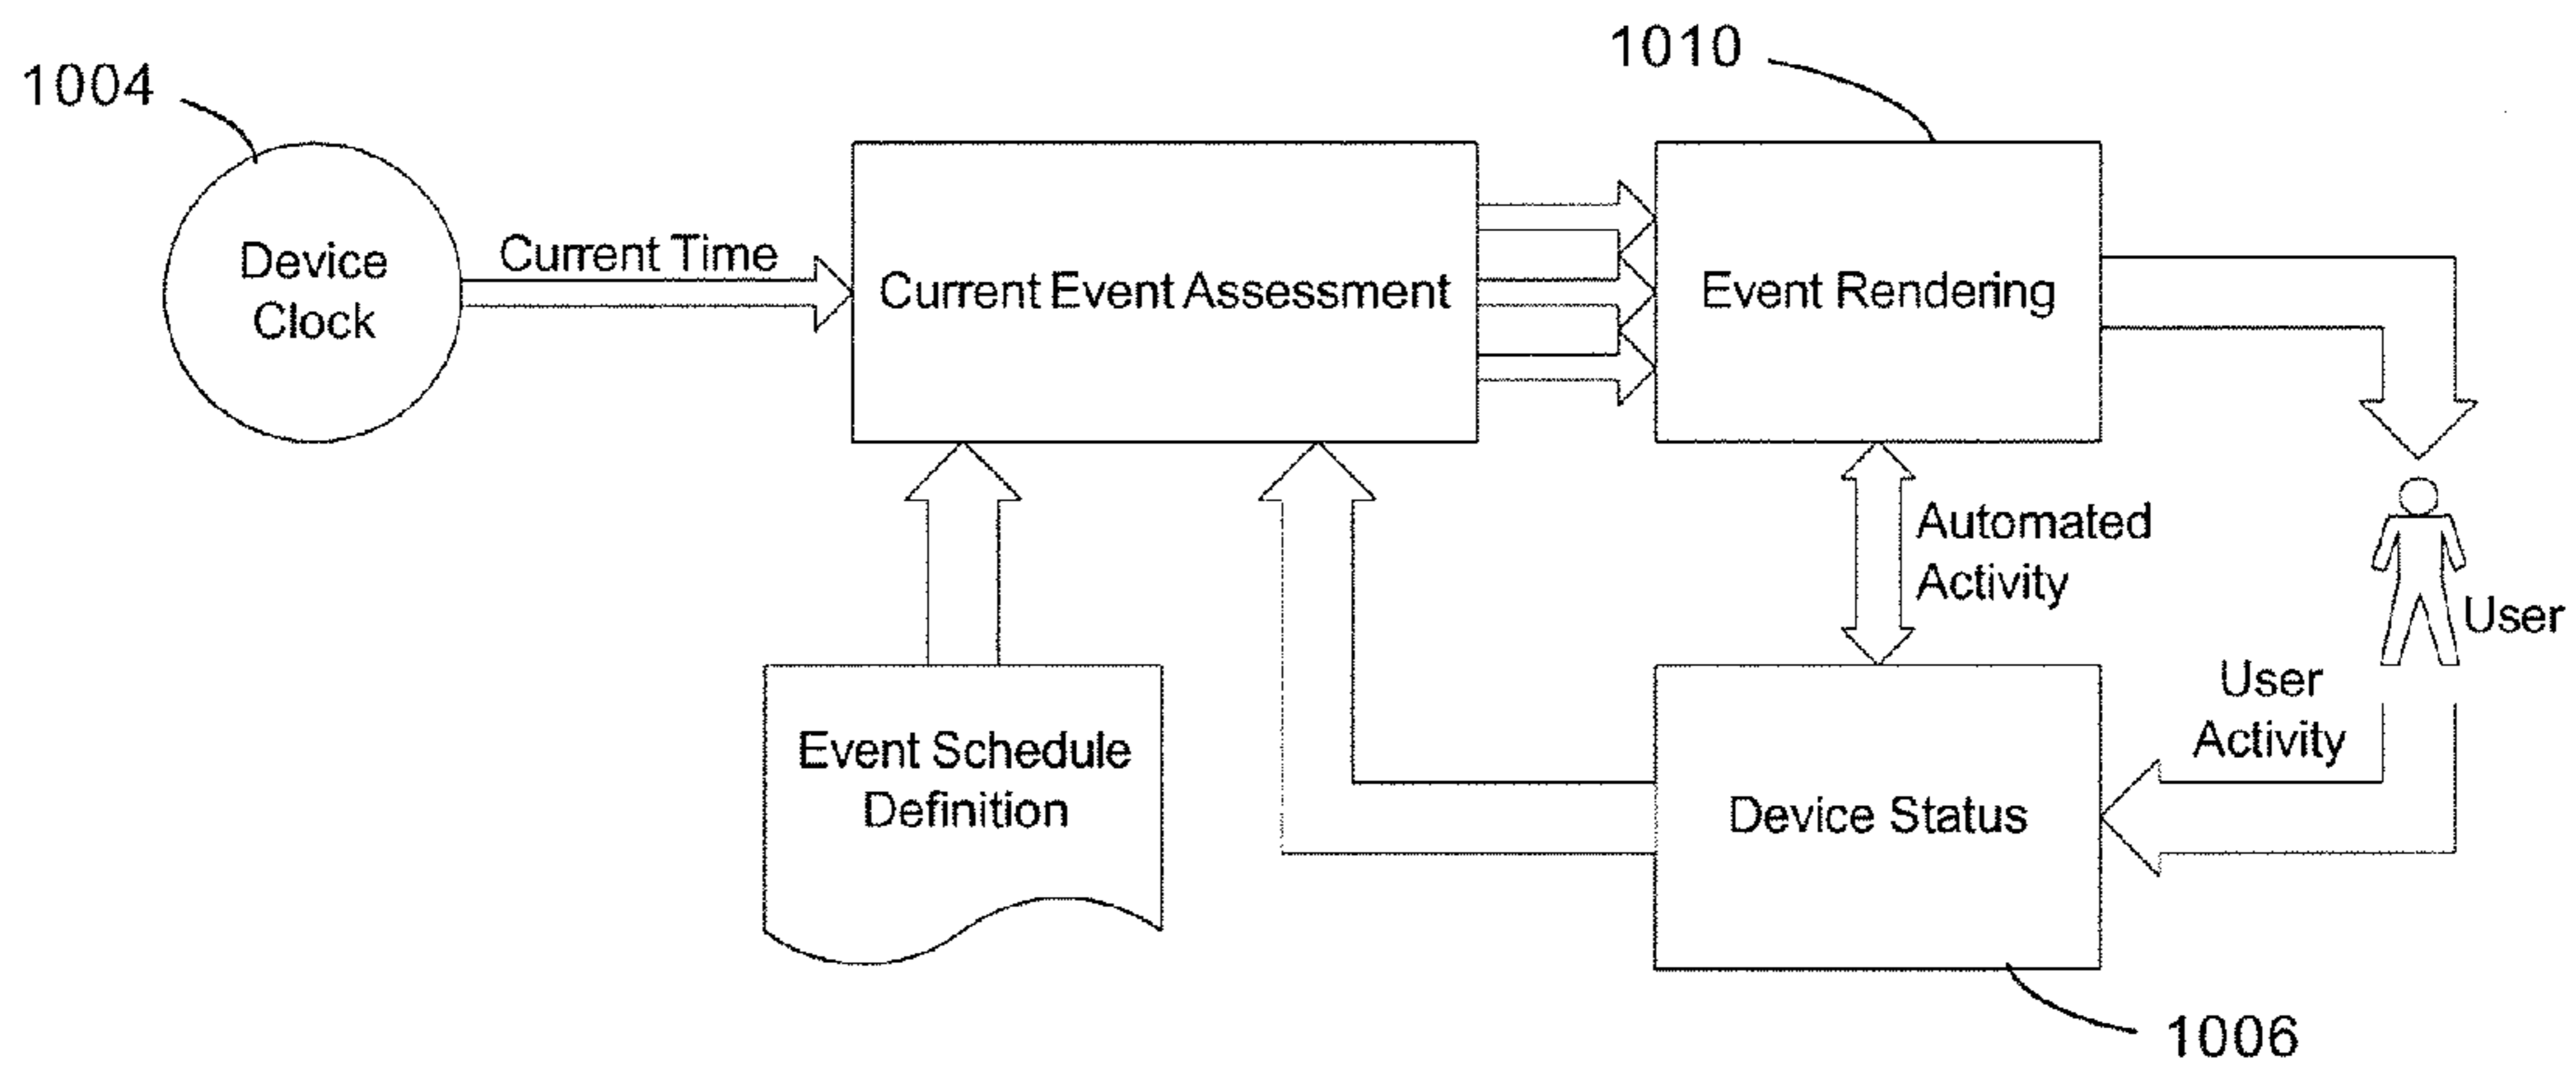 1010
1004
Current Time
Device
Clock
Current Event Assessment
Event Rendering
Automated
Activity
User
User
Activity
Event Schedule
Definition
Device Status
1006